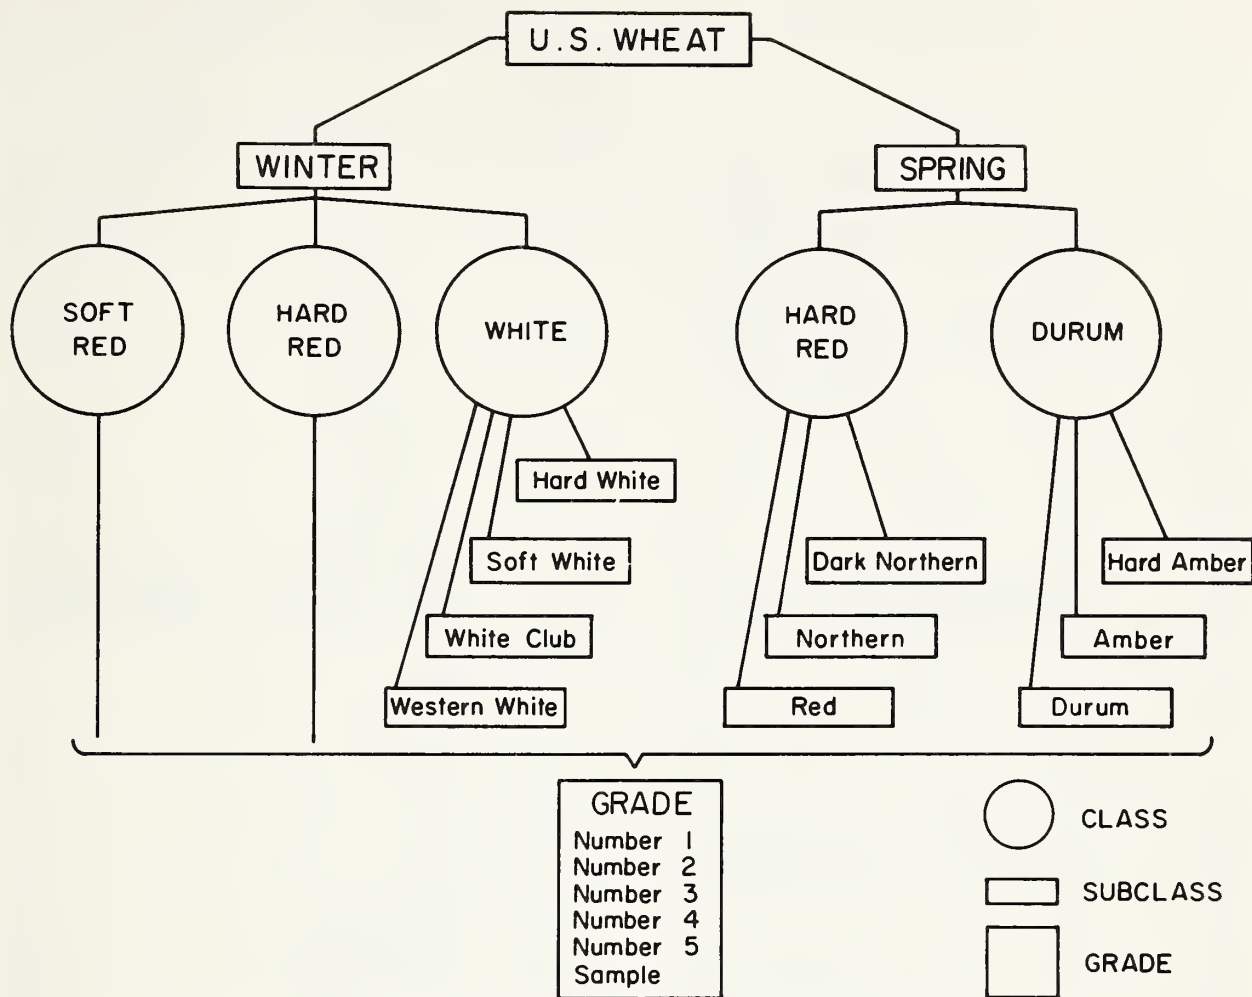 U.S. WHEAT
WINTER
SPRING
SOFT
RED
HARD
RED
WHITE
HARD
RED
DURUM
Hard White
Soft White
Dark Northern
Hard Amber
White Club
Northern
Amber
Western White
Red
Durum
GRADE
Number 1
Number 2
Number 3
Number 4
Number 5
Sample
CLASS
SUBCLASS
GRADE